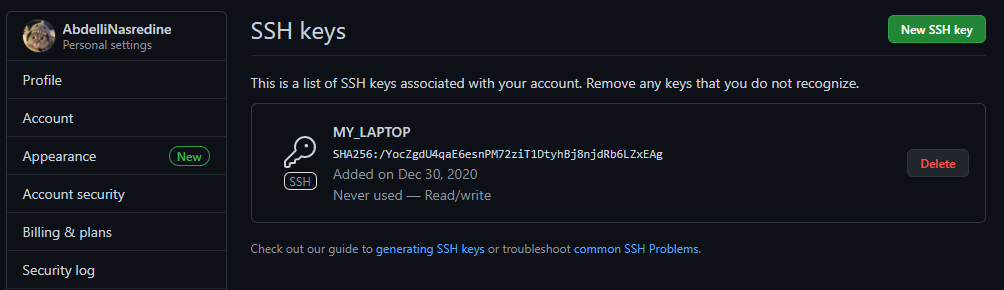 AbdelliNasredine
Personal settings
Profile
Account
Appearance New
Account security
Billing & plans
Security log
SSH keys
New SSH key
This is a list of SSH keys associated with your account. Remove any keys that you do not recognize.
MY_LAPTOP
SHA256:/YocZgdU4qaE6esnPM72ziT1DtyhBj8njdRb6LZxEAg
Added on Dec 30, 2020
Never used — Read/write
SSH
Delete
Check out our guide to generating SSH keys or troubleshoot common SSH Problems.